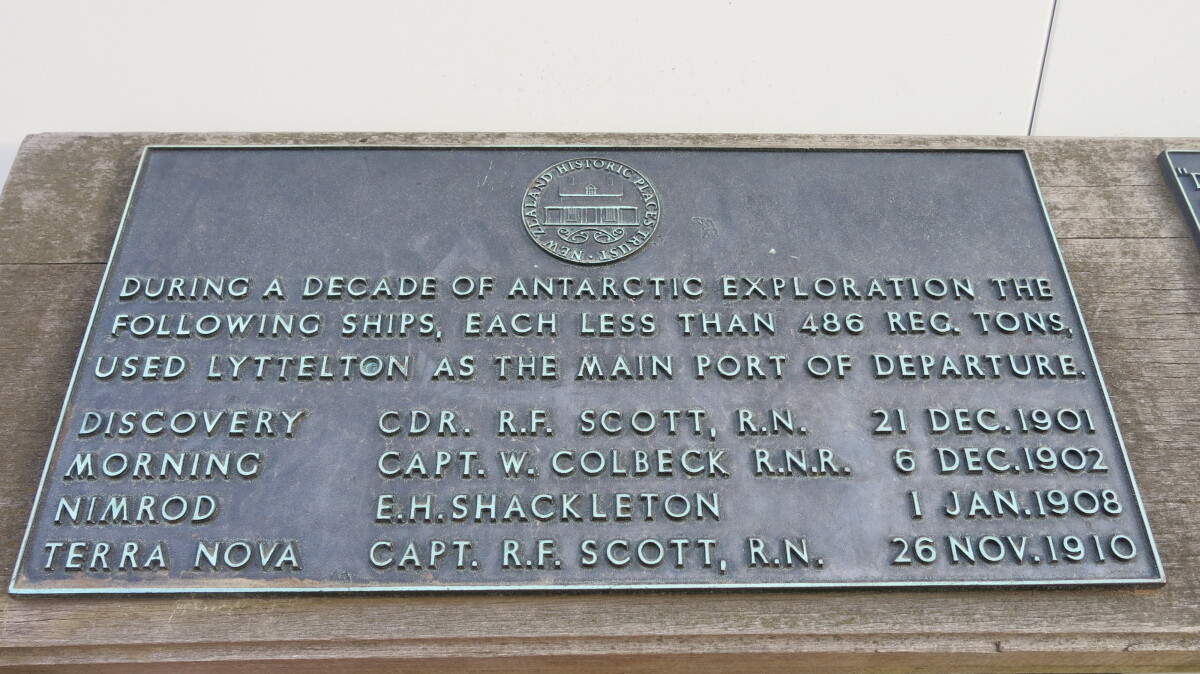 NEW ZEALAND HISTORIC PLACES TRUST
DURING A DECADE OF ANTARCTIC EXPLORATION THE
FOLLOWING SHIPS, EACH LESS THAN 486 REG. TONS,
USED LYTTELTON AS THE MAIN PORT OF DEPARTURE.
DISCOVERY CDR. R.F. SCOTT, R.N. 21 DEC. 1901
MORNING CAPT. W. COLBECK R.N.R. 6 DEC. 1902
NIMROD E.H. SHACKLETON 1 JAN. 1908
TERRA NOVA CAPT. R.F. SCOTT, R.N. 26 NOV. 1910